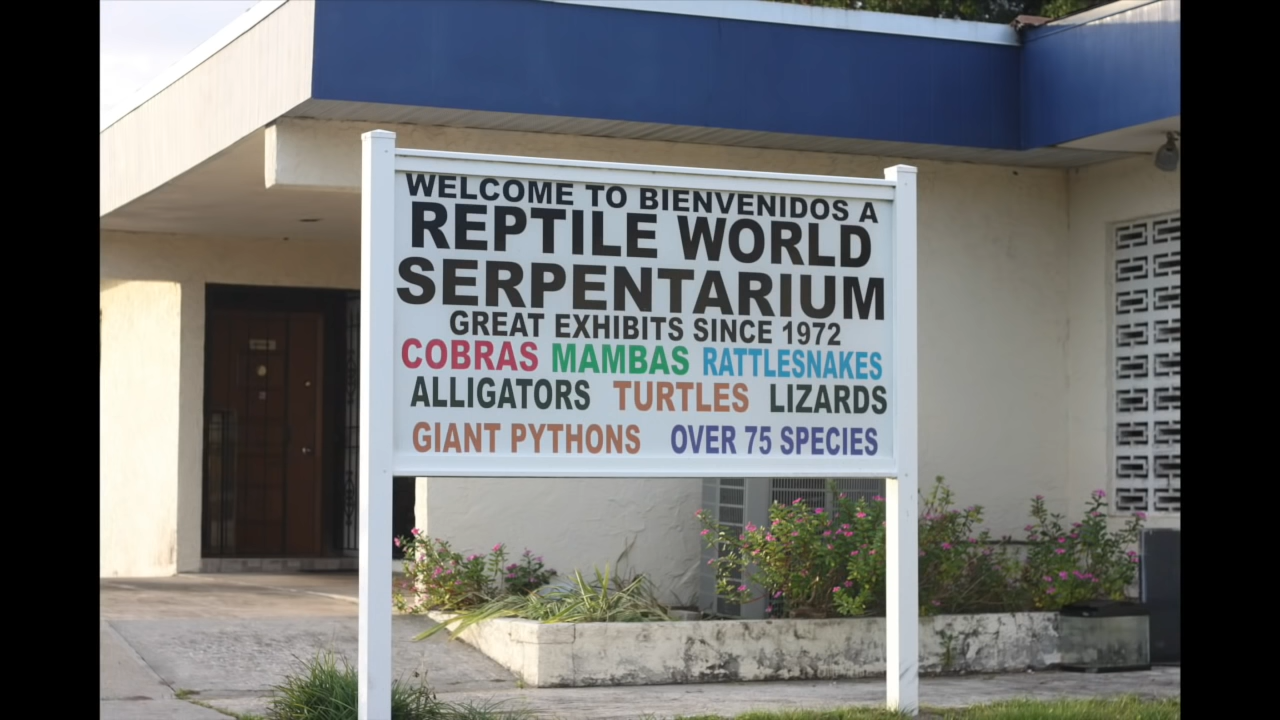 WELCOME TO BIENVENIDOS A
REPTILE WORLD
SERPENTARIUM
GREAT EXHIBITS SINCE 1972
COBRAS MAMBAS RATTLESNAKES
ALLIGATORS TURTLES LIZARDS
GIANT PYTHONS OVER 75 SPECIES